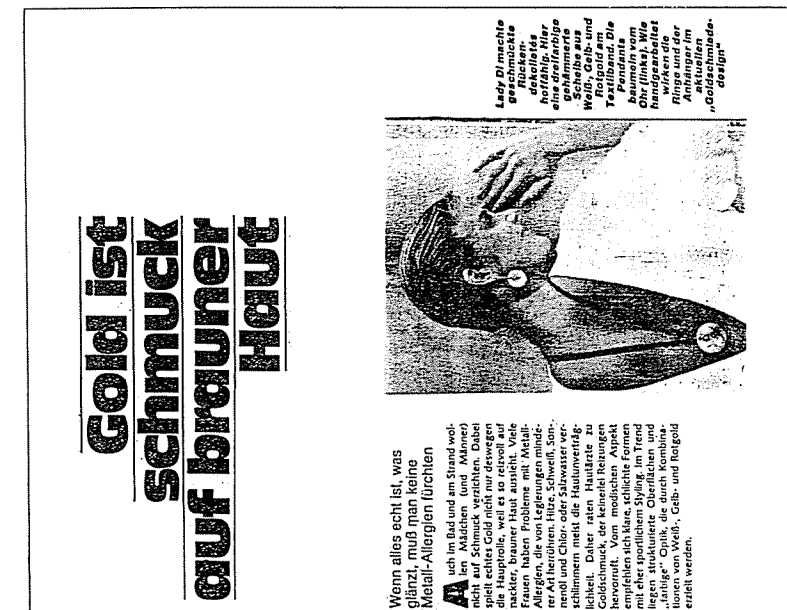 Gold ist
schmuck
auf brauner
Haut
Wenn alles echt ist, was
glänzt, muß man keine
Metall-Allergien fürchten
Auch im Bad und am Strand wol-
len Mädchen (und Männer)
nicht auf Schmuck verzichten. Dabei
spielt echtes Gold nicht nur deswegen
die Hauptrolle, weil es so reizvoll auf
nackter, brauner Haut aussieht. Viele
Frauen haben Probleme mit Metall-
Allergien, die von Legierungen minde-
rer Art herrühren. Hitze, Schweiß, Son-
nenöl und Chlor- oder Salzwasser ver-
schlimmern meist die Hautunverträg-
lichkeit. Daher raten Hautärzte zu
Goldschmuck, der keinerlei Reizungen
hervorruft. Vom modischen Aspekt
empfehlen sich klare, schlichte Formen
mit eher sportlichem Styling. Im Trend
liegen strukturierte Oberflächen und
„farbige" Optik, die durch Kombina-
tionen von Weiß-, Gelb- und Rotgold
erzielt werden.
Lady Di machte
geschmückte
Rücken-
dekolletés
hoffähig. Hier
eine dreifarbige
gehämmerte
Scheibe aus
Weiß-, Gelb- und
Rotgold am
Textilband. Die
Pendants
baumeln vom
Ohr (links). Wie
handgearbeitet
wirken die
Ringe und der
Anhänger im
aktuellen
„Goldschmiede-
design"